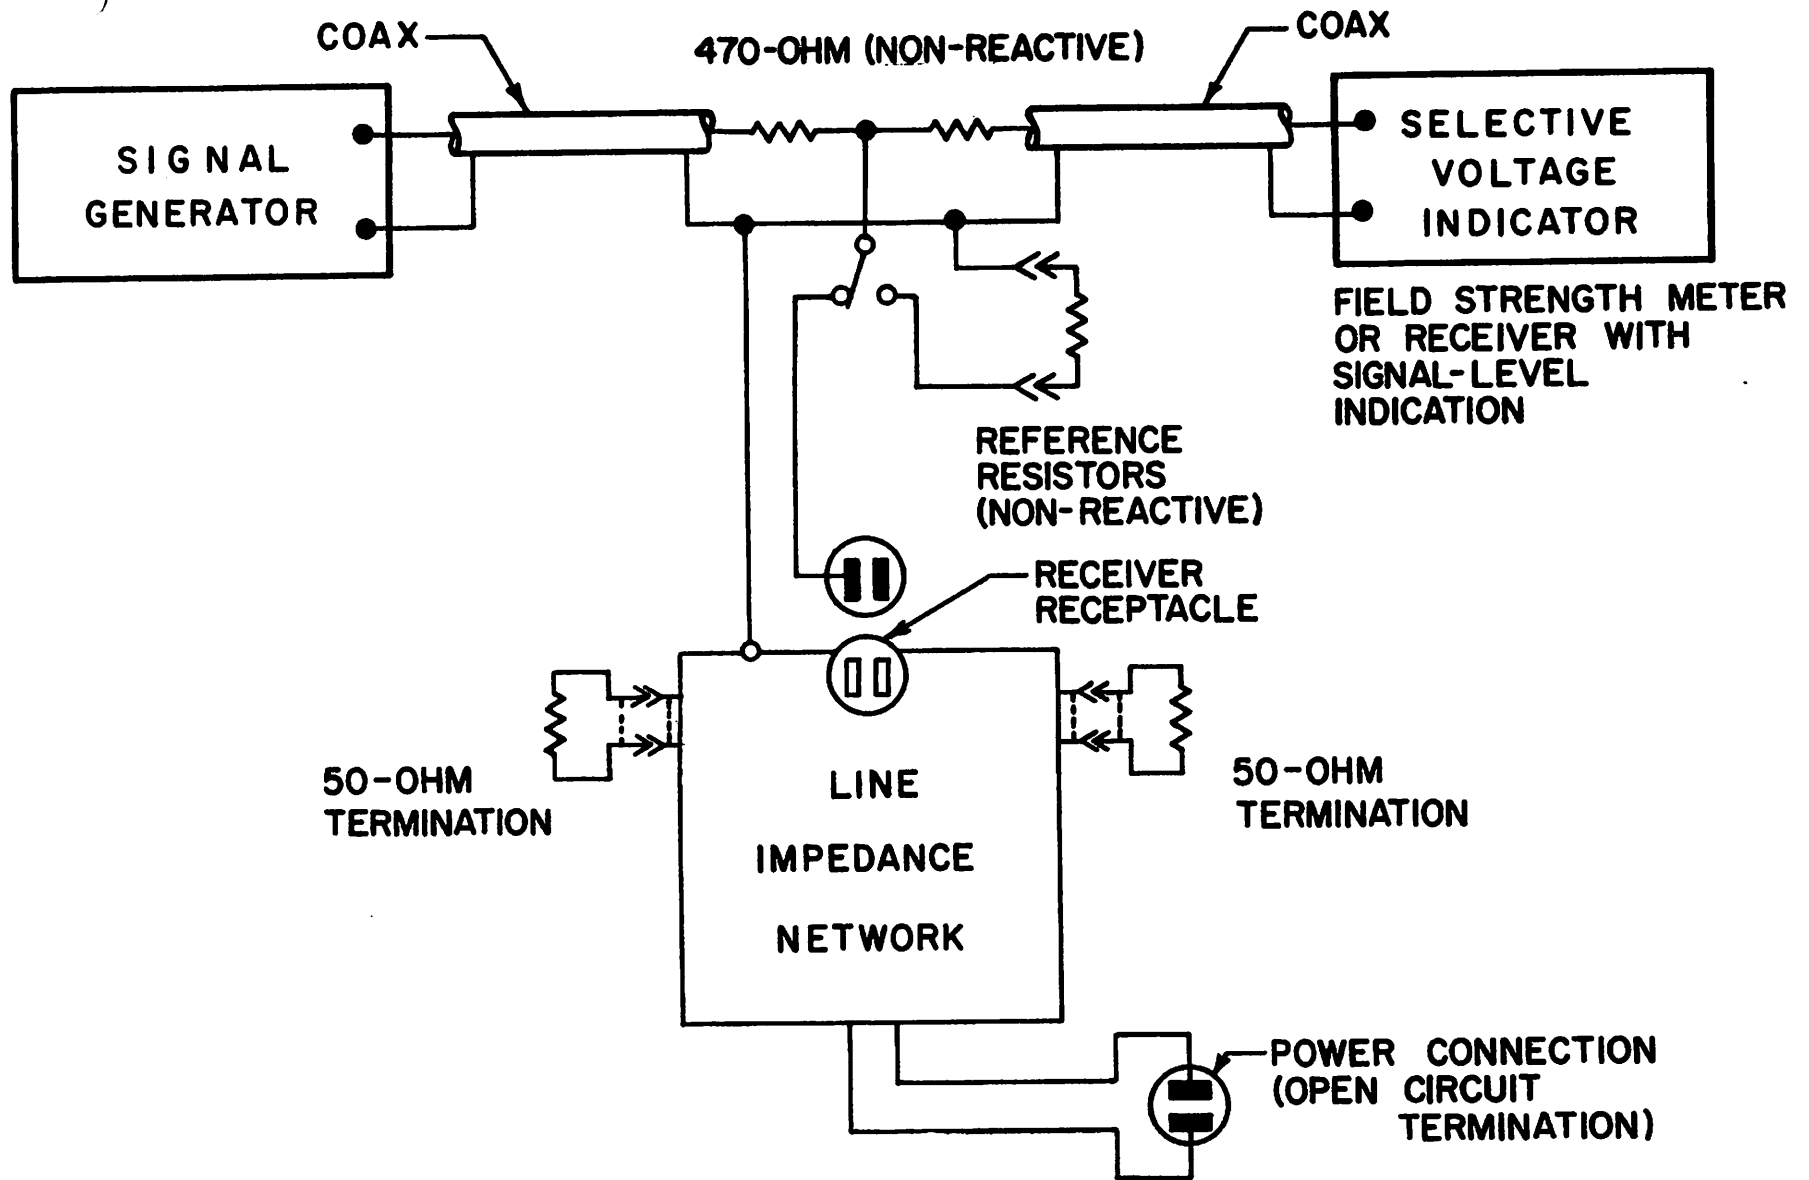 COAX
470-OHM (NON-REACTIVE)
COAX
SIGNAL
GENERATOR
SELECTIVE
VOLTAGE
INDICATOR
FIELD STRENGTH METER
OR RECEIVER WITH
SIGNAL-LEVEL
INDICATION
REFERENCE
RESISTORS
(NON-REACTIVE)
RECEIVER
RECEPTACLE
50-OHM
TERMINATION
LINE
IMPEDANCE
NETWORK
50-OHM
TERMINATION
POWER CONNECTION
(OPEN CIRCUIT
TERMINATION)